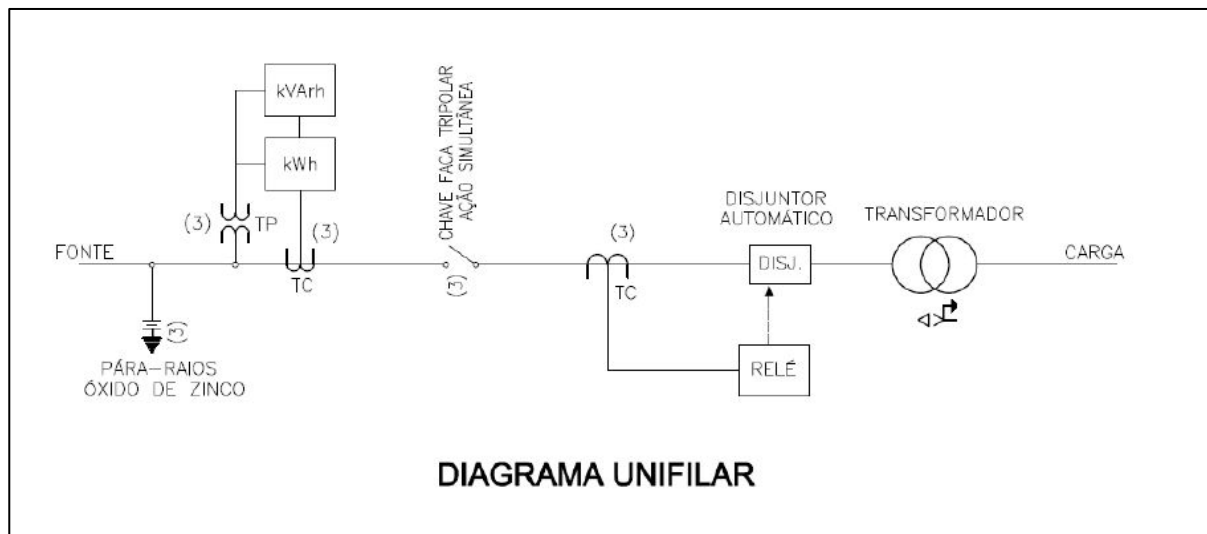 kVArh
kWh
(3)
TP
(3)
TC
FONTE
(3)
PÁRA-RAIOS
ÓXIDO DE ZINCO
CHAVE FACA TRIPOLAR
AÇÃO SIMULTÂNEA
(3)
(3)
TC
DISJUNTOR
AUTOMÁTICO
DISJ.
RELÉ
TRANSFORMADOR
CARGA
DIAGRAMA UNIFILAR